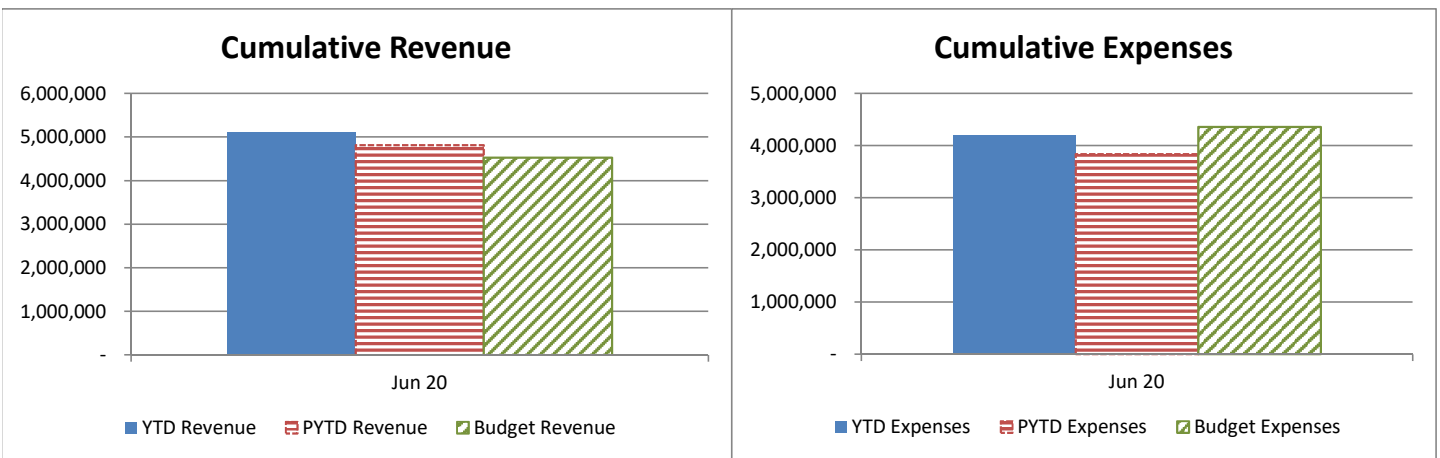 Cumulative Revenue
6,000,000
5,000,000
4,000,000
3,000,000
2,000,000
1,000,000
-
Jun 20
YTD Revenue PYTD Revenue Budget Revenue
Cumulative Expenses
5,000,000
4,000,000
3,000,000
2,000,000
1,000,000
-
Jun 20
YTD Expenses PYTD Expenses Budget Expenses